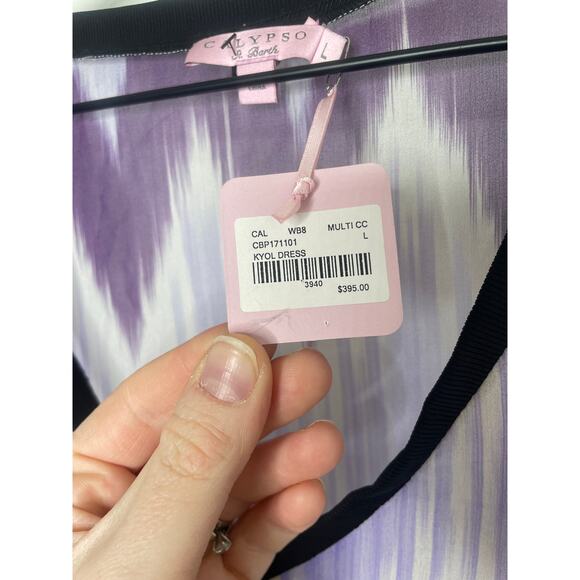 CALYPSO
St. Barth
L
CAL WB8 MULTI CC
CBP171101 L
KYOL DRESS
3940
$395.00